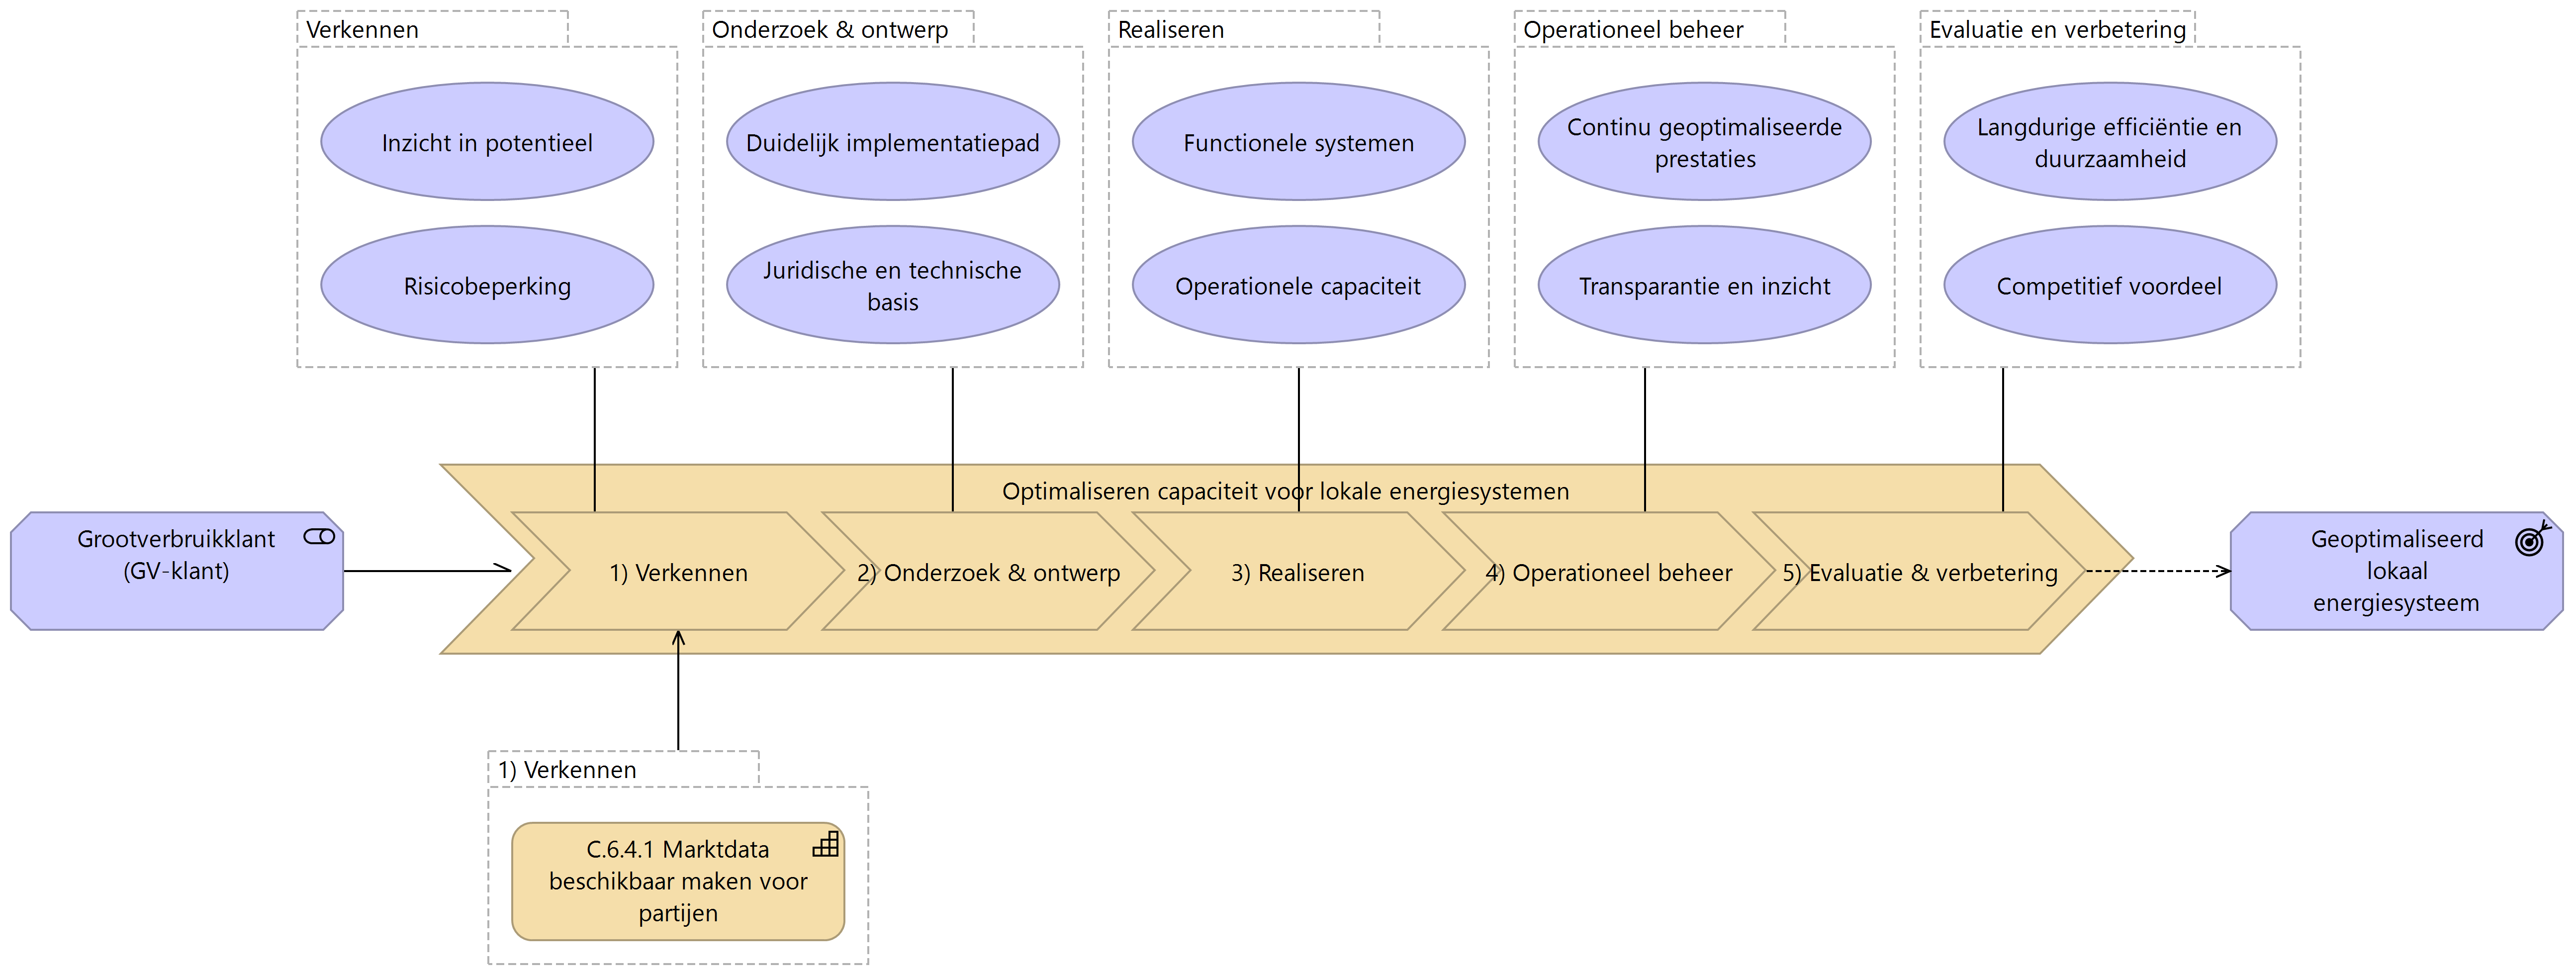 Verkennen
Onderzoek & ontwerp
Realiseren
Operationeel beheer
Evaluatie en verbetering
Inzicht in potentieel
Duidelijk implementatiepad
Functionele systemen
Continu geoptimaliseerde
prestaties
Langdurige efficiëntie en
duurzaamheid
Risicobeperking
Juridische en technische
basis
Operationele capaciteit
Transparantie en inzicht
Competitief voordeel
Optimaliseren capaciteit voor lokale energiesystemen
Grootverbruikklant
(GV-klant)
1) Verkennen
2) Onderzoek & ontwerp
3) Realiseren
4) Operationeel beheer
5) Evaluatie & verbetering
Geoptimaliseerd
lokaal
energiesysteem
1) Verkennen
C.6.4.1 Marktdata
beschikbaar maken voor
partijen